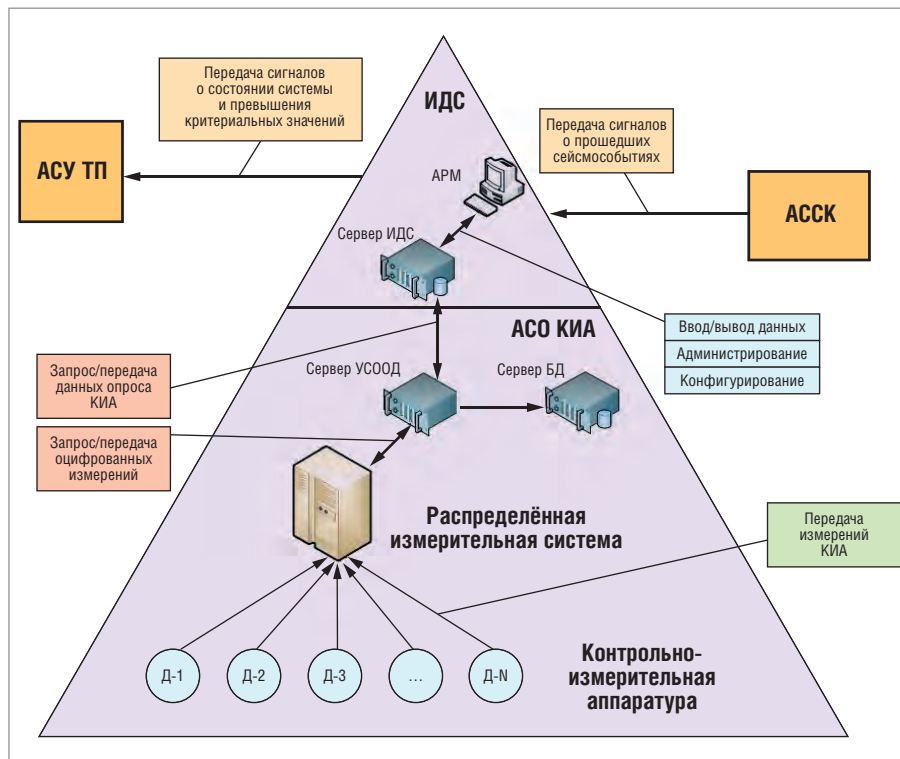 Передача сигналов
о состоянии системы
и превышения
критериальных значений
ИДС
Передача сигналов
о прошедших
сейсмособытиях
АСУ ТП
АРМ
АССК
Сервер ИДС
АСО КИА
Ввод/вывод данных
Администрирование
Конфигурирование
Запрос/передача
данных опроса
КИА
Сервер УСООД
Сервер БД
Запрос/передача
оцифрованных
измерений
Распределённая
измерительная система
Передача
измерений
КИА
Д-1
Д-2
Д-3
...
Д-N
Контрольно-
измерительная
аппаратура